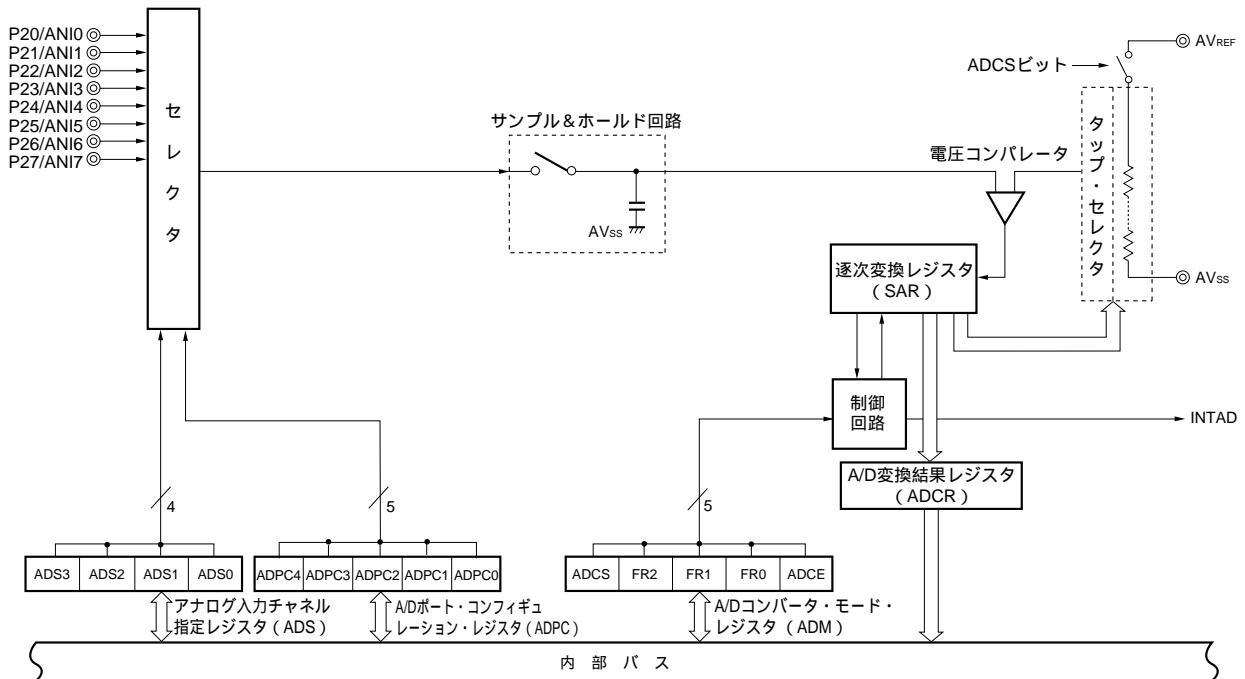 P20/ANI0
P21/ANI1
P22/ANI2
P23/ANI3
P24/ANI4
P25/ANI5
P26/ANI6
P27/ANI7
セレクタ
サンプル＆ホールド回路
AVSS
電圧コンパレータ
ADCSビット
AVREF
タップ・セレクタ
AVSS
逐次変換レジスタ
（SAR）
制御
回路
INTAD
A/D変換結果レジスタ
（ADCR）
4
5
5
ADS3 ADS2 ADS1 ADS0
ADPC4 ADPC3 ADPC2 ADPC1 ADPC0
ADCS FR2 FR1 FR0 ADCE
アナログ入力チャネル
指定レジスタ（ADS）
A/Dポート・コンフィギュ
レーション・レジスタ（ADPC）
A/Dコンバータ・モード・
レジスタ（ADM）
内部バス